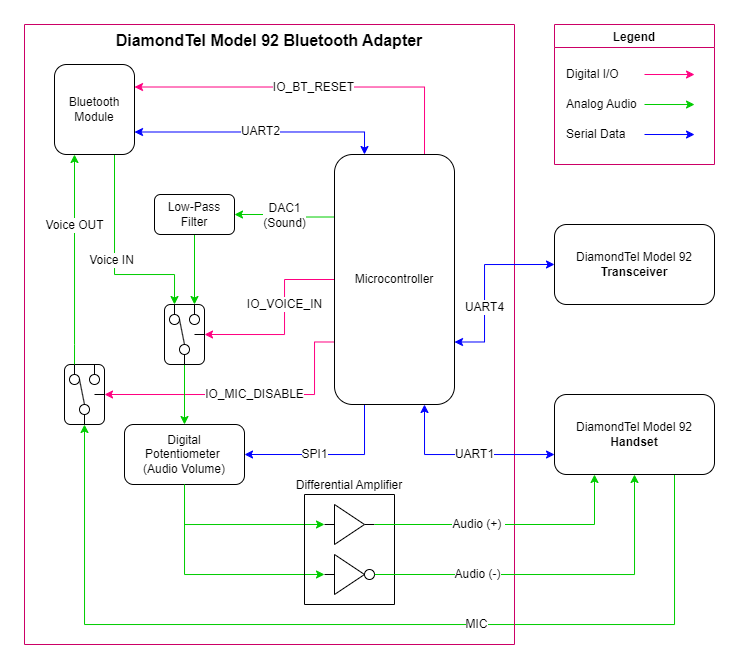 DiamondTel Model 92 Bluetooth Adapter
Legend
Digital I/O
Analog Audio
Serial Data
Bluetooth
Module
IO_BT_RESET
UART2
Low-Pass
Filter
DAC1
(Sound)
Voice OUT
Voice IN
Microcontroller
IO_VOICE_IN
UART4
DiamondTel Model 92
Transceiver
IO_MIC_DISABLE
Digital
Potentiometer
(Audio Volume)
SPI1
UART1
DiamondTel Model 92
Handset
Differential Amplifier
Audio (+)
Audio (-)
MIC